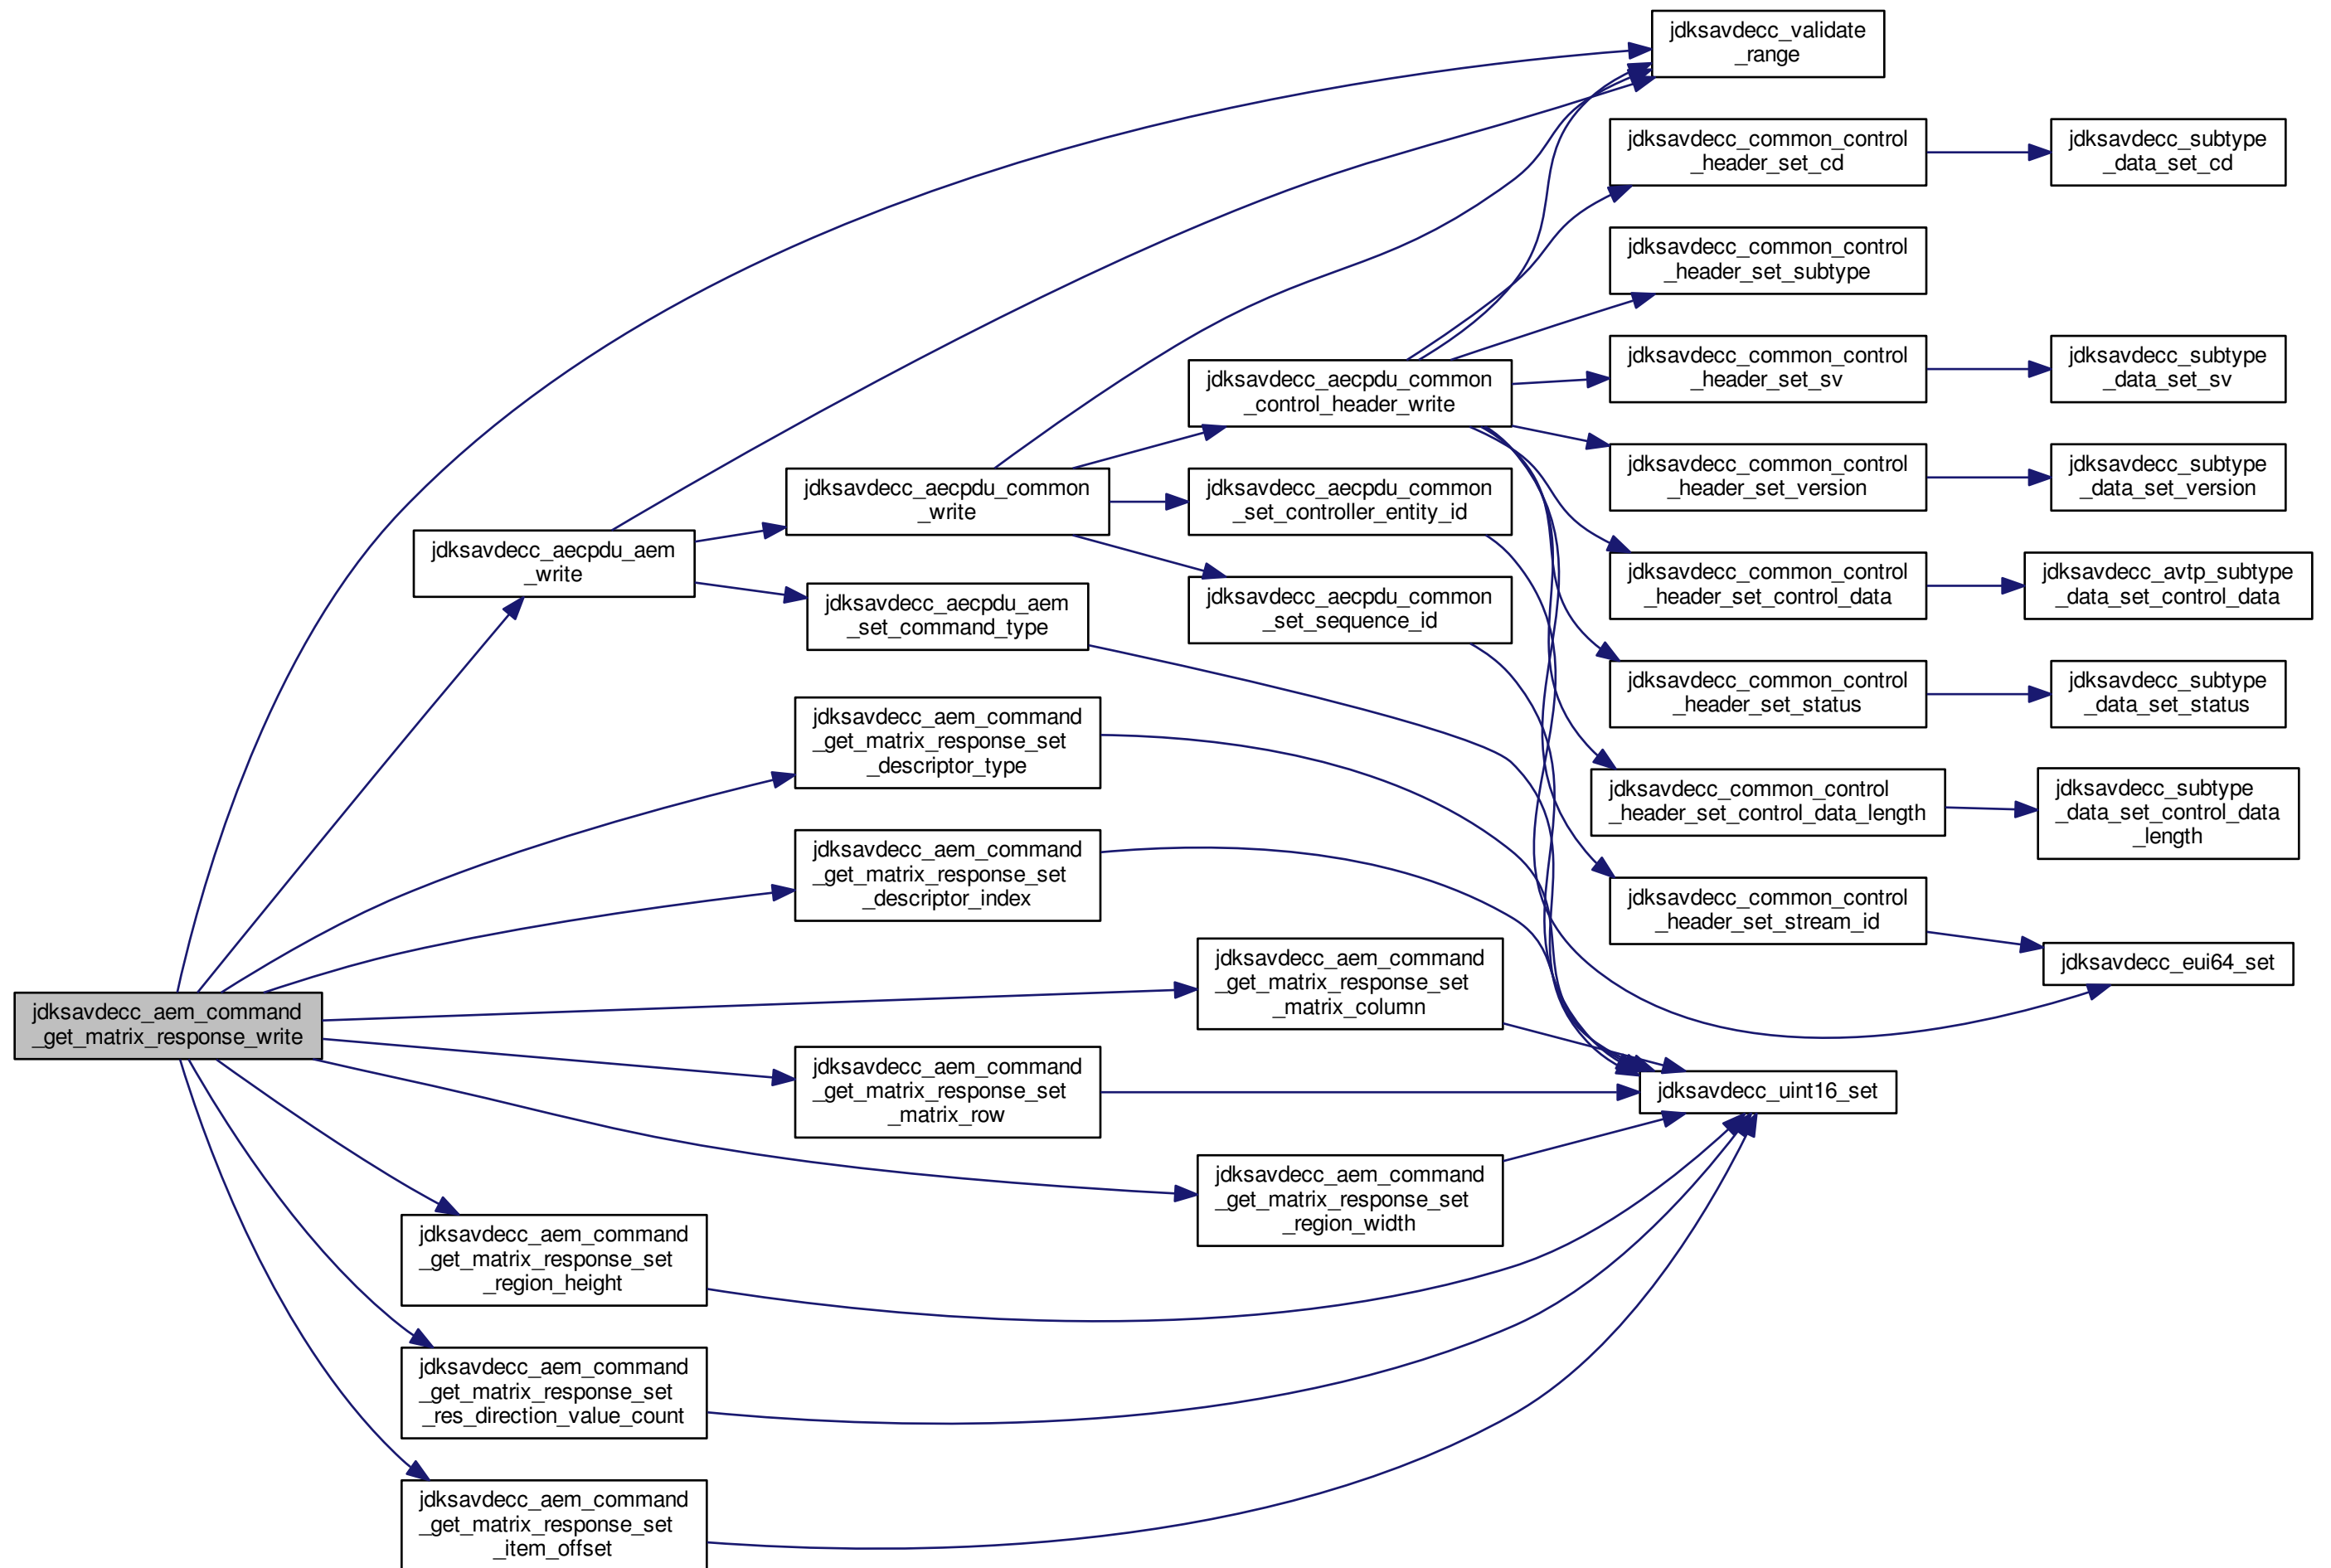 jdksavdecc_validate
_range
jdksavdecc_common_control
_header_set_cd
jdksavdecc_subtype
_data_set_cd
jdksavdecc_common_control
_header_set_subtype
jdksavdecc_common_control
_header_set_sv
jdksavdecc_subtype
_data_set_sv
jdksavdecc_aecpdu_common
_control_header_write
jdksavdecc_common_control
_header_set_version
jdksavdecc_subtype
_data_set_version
jdksavdecc_aecpdu_common
_write
jdksavdecc_aecpdu_common
_set_controller_entity_id
jdksavdecc_aecpdu_aem
_write
jdksavdecc_common_control
_header_set_control_data
jdksavdecc_avtp_subtype
_data_set_control_data
jdksavdecc_aecpdu_aem
_set_command_type
jdksavdecc_aecpdu_common
_set_sequence_id
jdksavdecc_common_control
_header_set_status
jdksavdecc_subtype
_data_set_status
jdksavdecc_aem_command
_get_matrix_response_set
_descriptor_type
jdksavdecc_common_control
_header_set_control_data_length
jdksavdecc_subtype
_data_set_control_data
_length
jdksavdecc_aem_command
_get_matrix_response_set
_descriptor_index
jdksavdecc_common_control
_header_set_stream_id
jdksavdecc_eui64_set
jdksavdecc_aem_command
_get_matrix_response_set
_matrix_column
jdksavdecc_aem_command
_get_matrix_response_write
jdksavdecc_aem_command
_get_matrix_response_set
_matrix_row
jdksavdecc_uint16_set
jdksavdecc_aem_command
_get_matrix_response_set
_region_width
jdksavdecc_aem_command
_get_matrix_response_set
_region_height
jdksavdecc_aem_command
_get_matrix_response_set
_res_direction_value_count
jdksavdecc_aem_command
_get_matrix_response_set
_item_offset